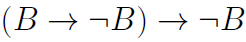 (B → ¬B) → ¬B